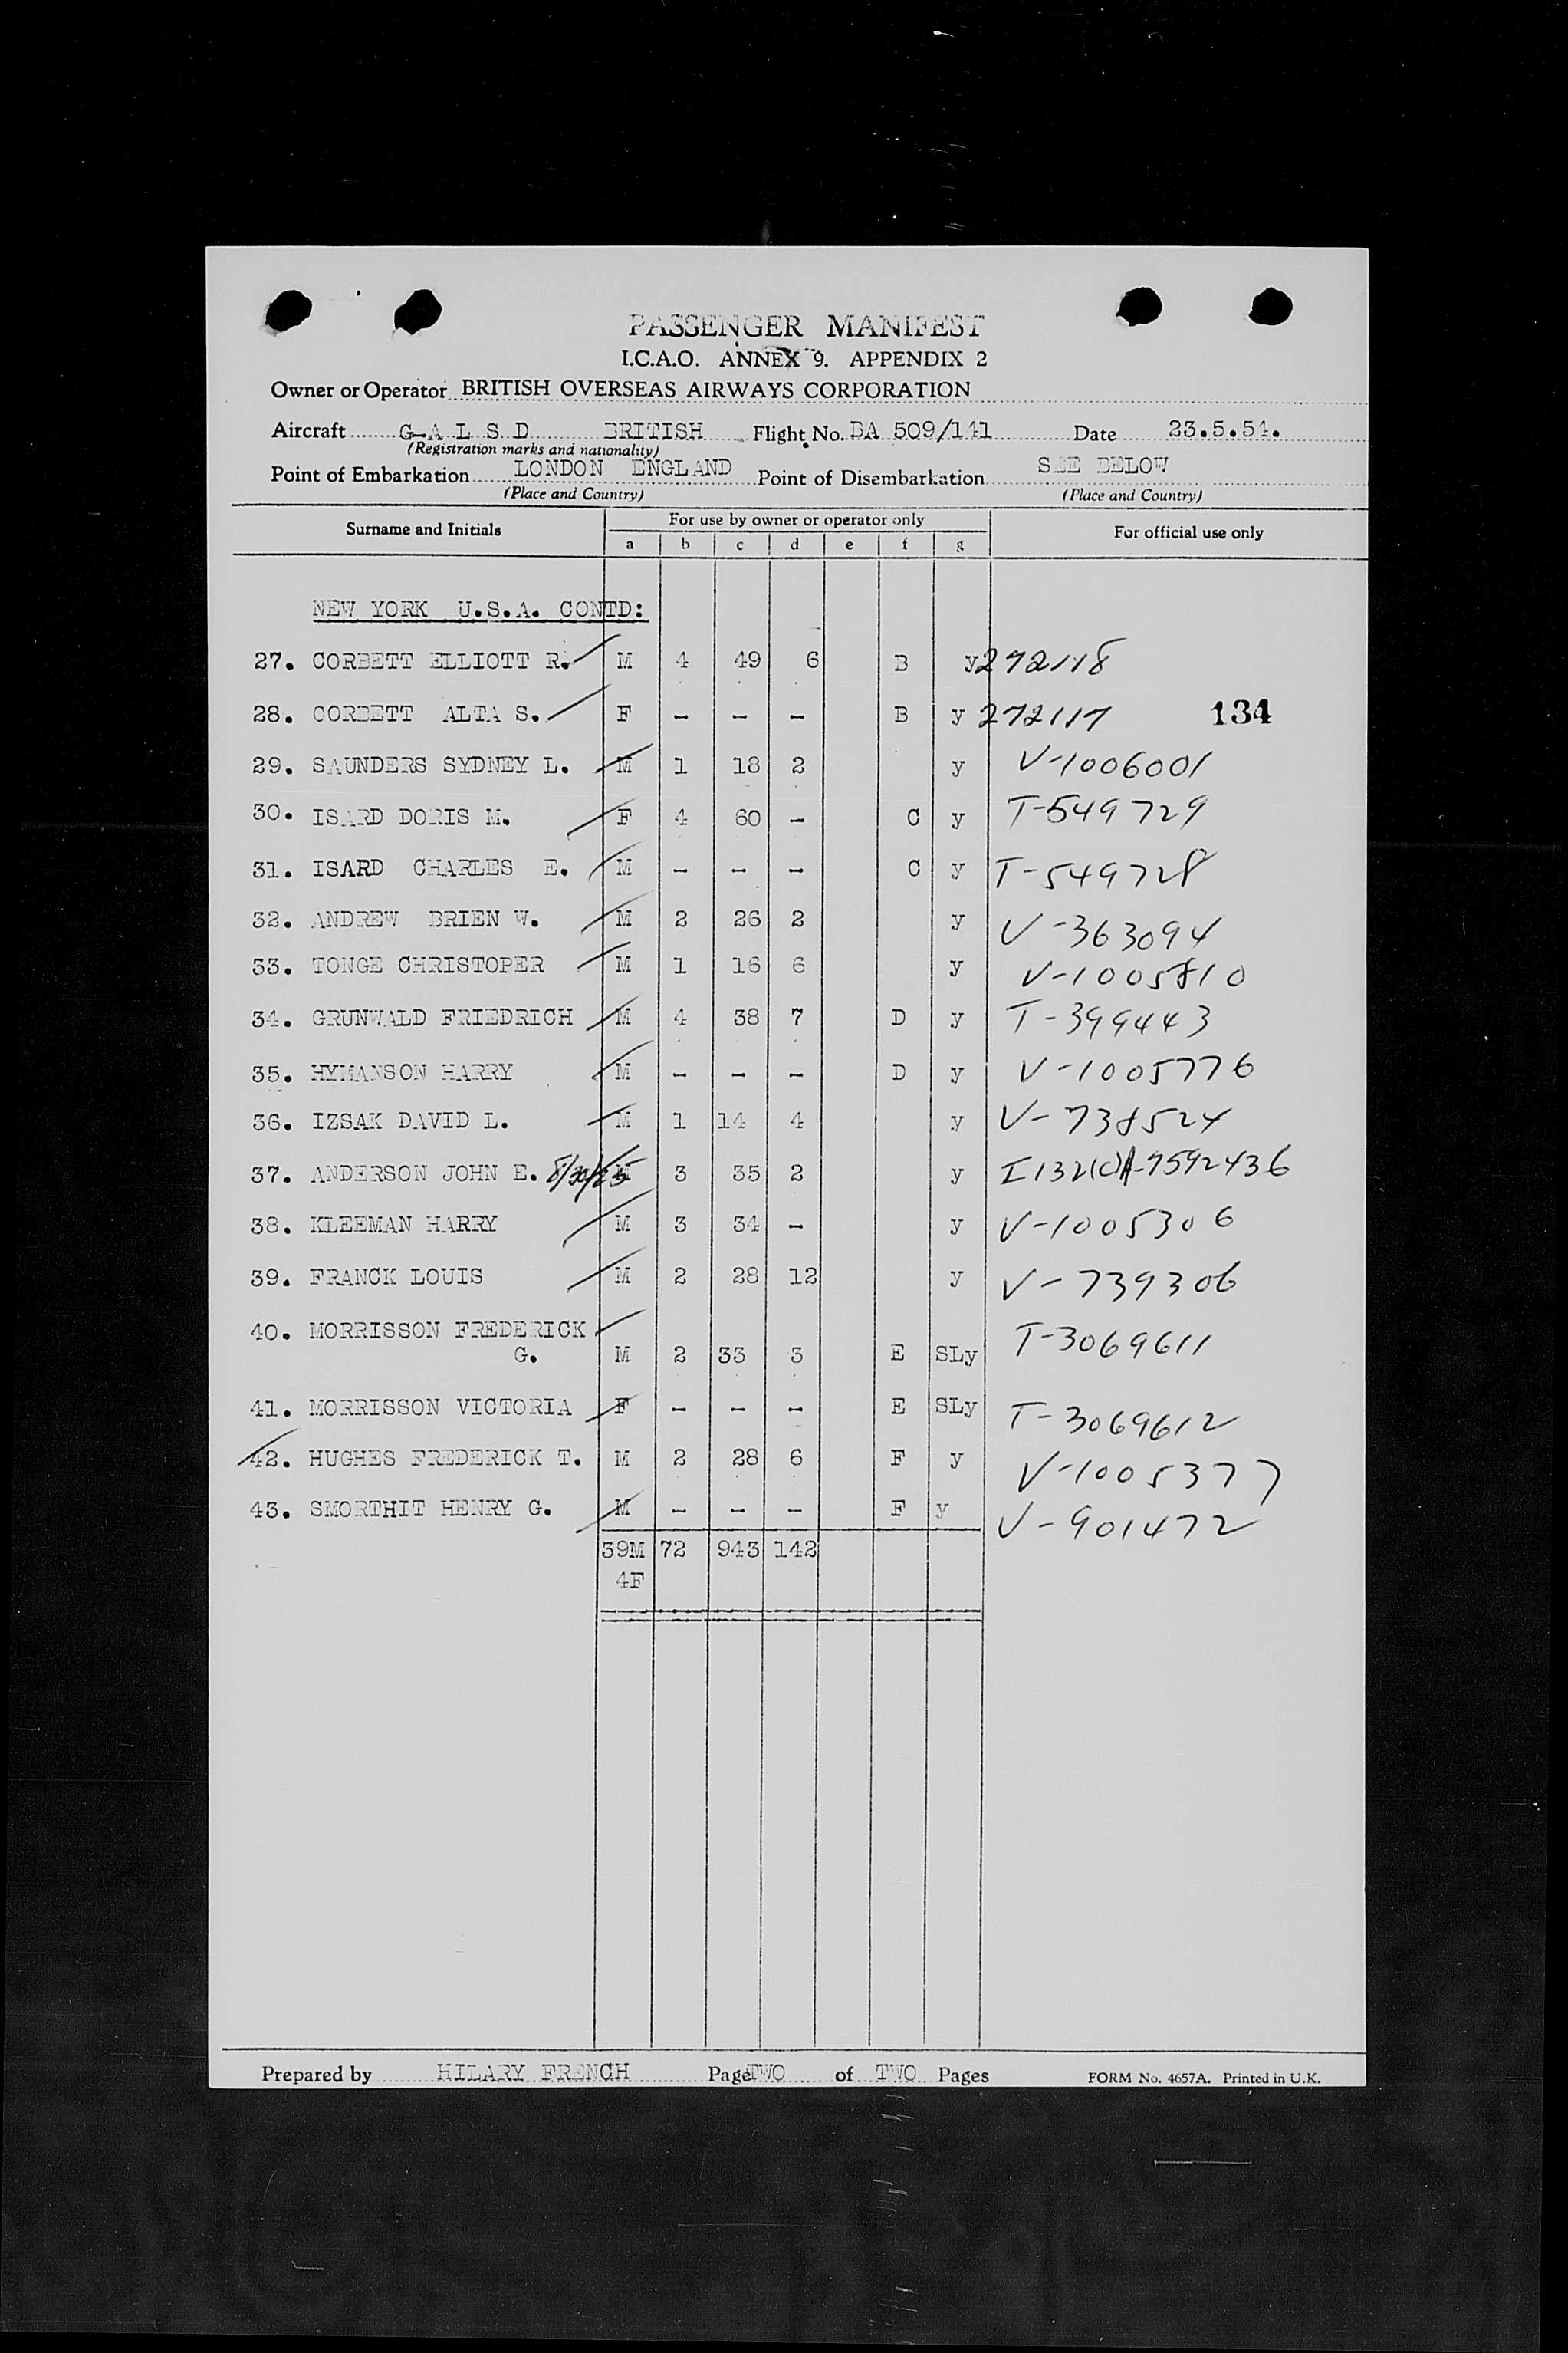 PASSENGER MANIFEST
I.C.A.O. ANNEX 9. APPENDIX 2
Owner or Operator BRITISH OVERSEAS AIRWAYS CORPORATION
Aircraft G-A L S D BRITISH Flight No. BA 509/141 Date 23.5.54.
(Registration marks and nationality)
Point of Embarkation LONDON ENGLAND Point of Disembarkation SEE BELOW
(Place and Country) (Place and Country)
Surname and Initials For use by owner or operator only For official use only
a b c d e f g
NEW YORK U.S.A. CONTD:
27. CORBETT ELLIOTT R. M 4 49 6 B y 272118
28. CORBETT ALTA S. F - - - B y 272117 134
29. SAUNDERS SYDNEY L. M 1 18 2 y V-1006001
30. ISARD DORIS M. F 4 60 - C y T-549729
31. ISARD CHARLES E. M - - - C y T-549728
32. ANDREW BRIEN W. M 2 26 2 y V-363094
33. TONGE CHRISTOPER M 1 16 6 y V-1005810
34. GRUNWALD FRIEDRICH M 4 38 7 D y T-399443
35. HYMANSON HARRY M - - - D y V-1005776
36. IZSAK DAVID L. M 1 14 4 y V-738524
37. ANDERSON JOHN E. 8/30/25 M 3 35 2 y I132(c)A-7592436
38. KLEEMAN HARRY M 3 34 - y V-1005306
39. FRANCK LOUIS M 2 28 12 y V-739306
40. MORRISSON FREDERICK T-3069611
G. M 2 33 3 E SLy
41. MORRISSON VICTORIA F - - - E SLy T-3069612
42. HUGHES FREDERICK T. M 2 28 6 F y V-1005377
43. SMORTHIT HENRY G. M - - - F y V-901472
39M 72 943 142
4F
Prepared by HILARY FRENCH Page TWO of TWO Pages FORM No. 4657A. Printed in U.K.